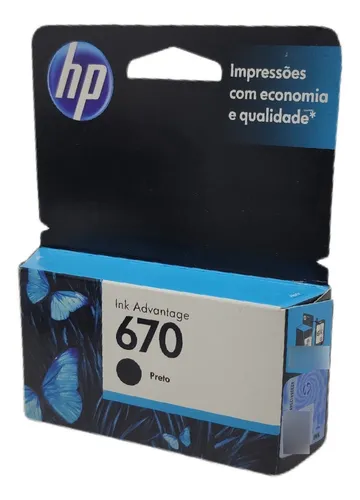 hp
Impressões
com economia
e qualidade*
Ink Advantage
670
Preto